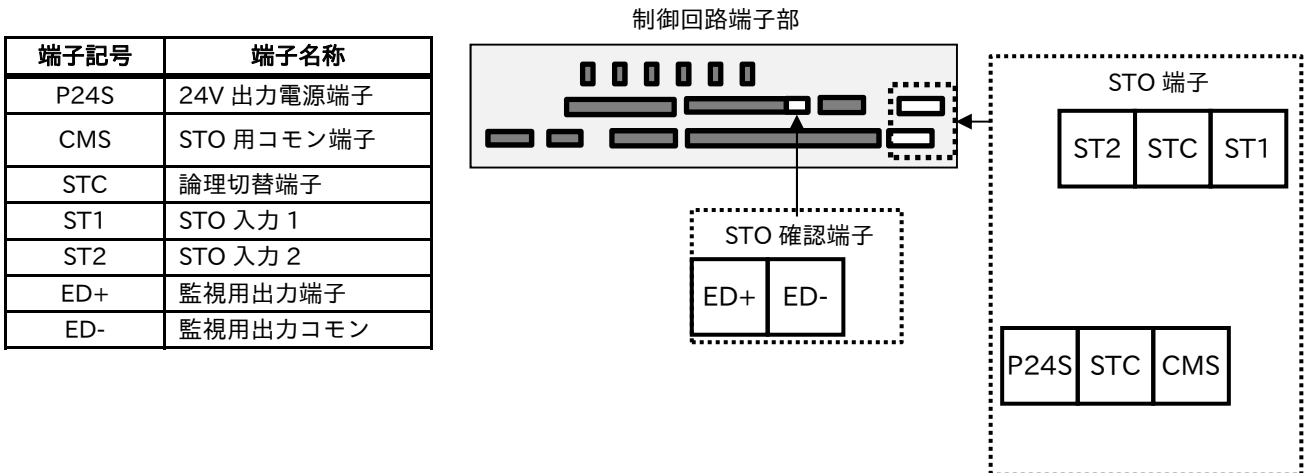 制御回路端子部
端子記号 端子名称
P24S 24V 出力電源端子
CMS STO 用コモン端子
STC 論理切替端子
ST1 STO 入力 1
ST2 STO 入力 2
ED+ 監視用出力端子
ED- 監視用出力コモン
STO 端子
ST2 STC ST1
STO 確認端子
ED+ ED-
P24S STC CMS